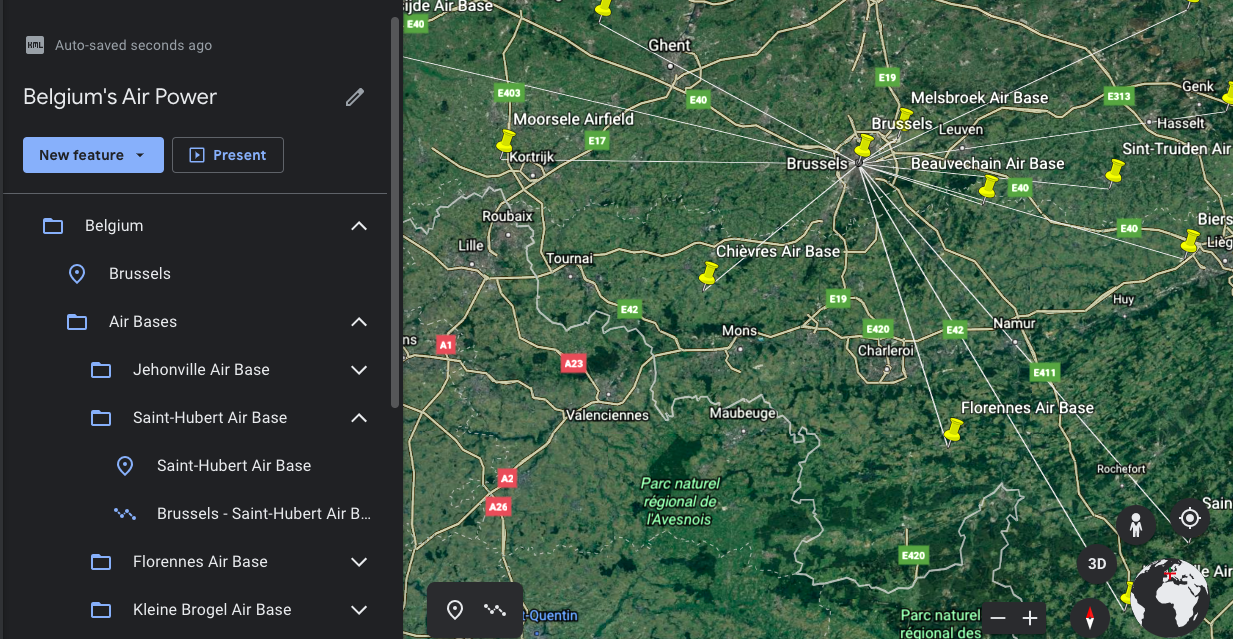 KML Auto-saved seconds ago
Belgium's Air Power
New feature
Present
Belgium
Brussels
Air Bases
Jehonville Air Base
Saint-Hubert Air Base
Saint-Hubert Air Base
Brussels - Saint-Hubert Air B...
Florennes Air Base
Kleine Brogel Air Base
ijde Air Base
E40
Ghent
E19
Genk
E403
E40
Melsbroek Air Base
E313
Moorsele Airfield
Brussels
Leuven
Hasselt
E17
Kortrijk
Brussels
Beauvechain Air Base
Sint-Truiden Air
E40
Roubaix
Biers
E40
Lille
Chièvres Air Base
Lièg
Tournai
E19
Huy
E42
ns
Mons
E420
E42
Namur
A1
Charleroi
A23
E411
Valenciennes
Maubeuge
Florennes Air Base
Rochefort
A2
Parc naturel
régional de
l'Avesnois
A26
Sain
E420
3D
lle Air
-Quentin
Parc naturel
régional des